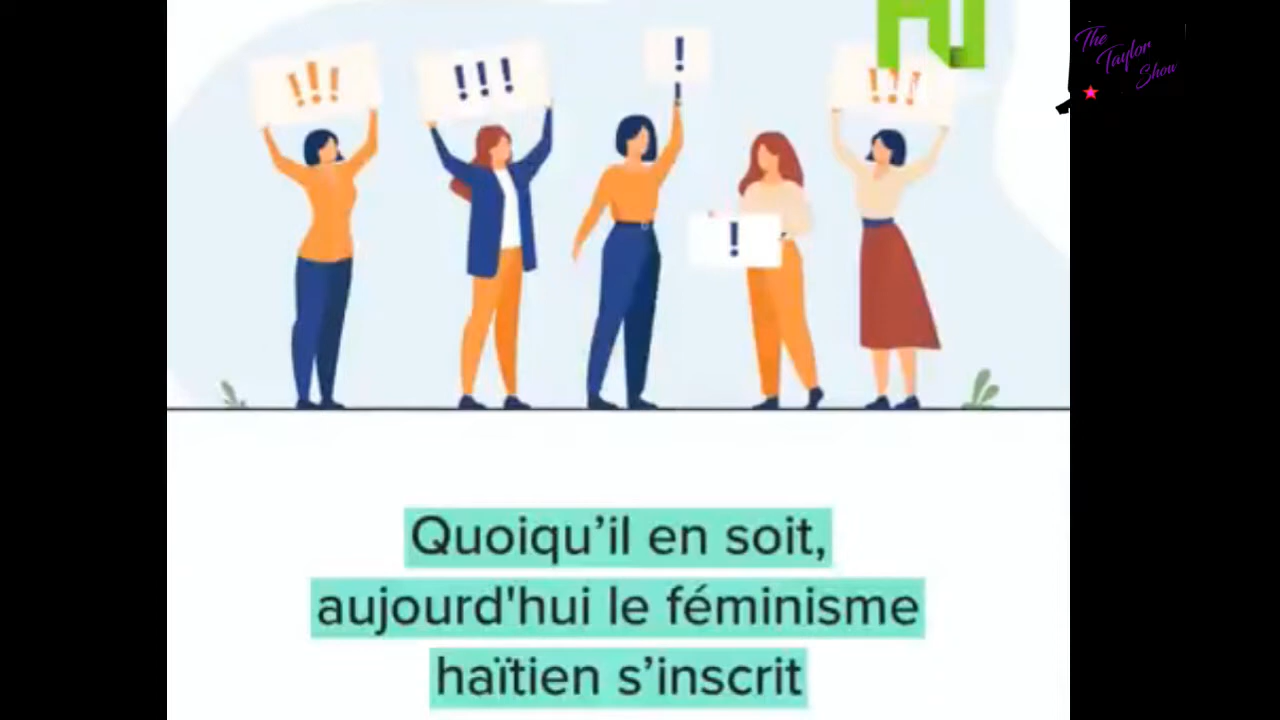 The
Taylor
Show
!!!
!!!
!
!
!
!!!
Quoiqu’il en soit,
aujourd'hui le féminisme
haïtien s’inscrit